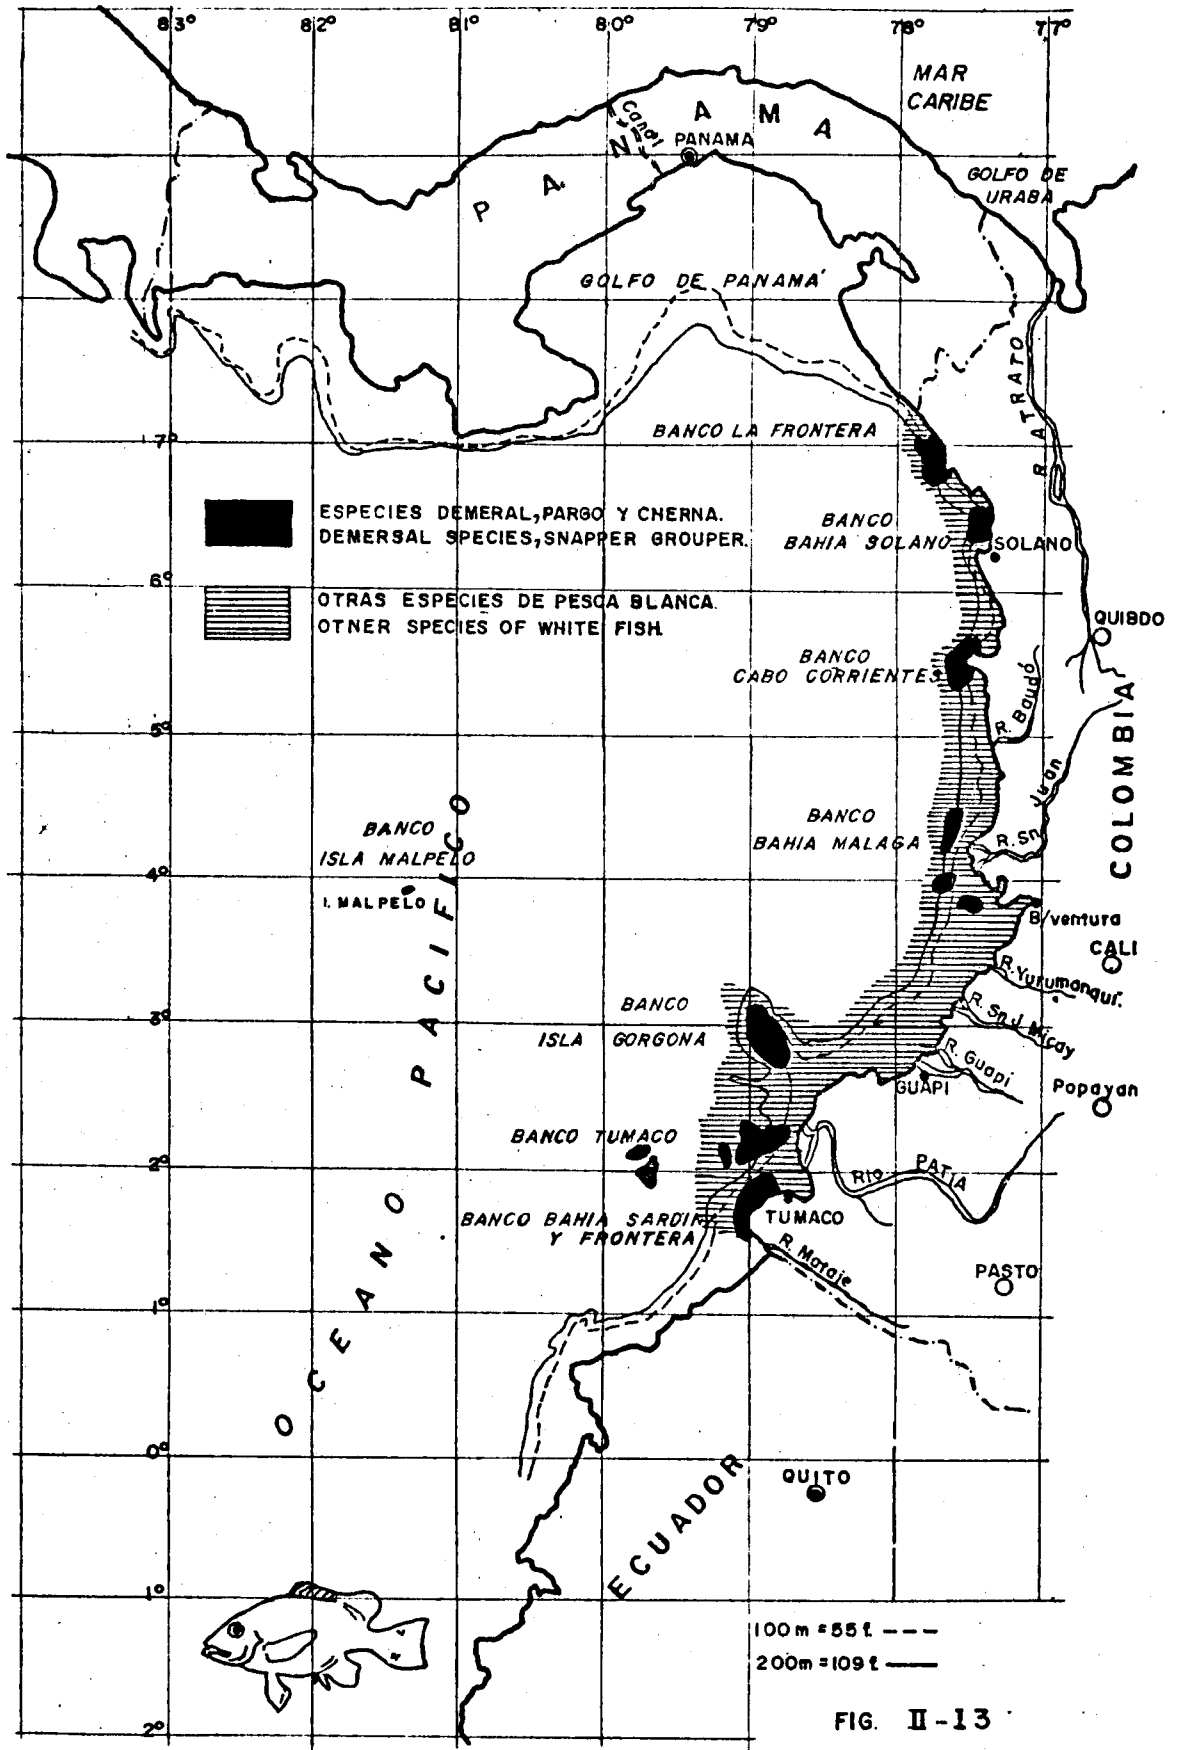 83° 82° 81° 80° 79° 78° 77°
MAR
CARIBE
PANAMA
Canal
PANAMA
GOLFO DE
URABA
GOLFO DE PANAMÁ
R ATRATO
7°
BANCO LA FRONTERA
ESPECIES DEMERAL, PARGO Y CHERNA.
DEMERSAL SPECIES, SNAPPER GROUPER.
BANCO
BAHIA SOLANO
SOLANO
6°
OTRAS ESPECIES DE PESCA BLANCA.
OTNER SPECIES OF WHITE FISH.
QUIBDO
BANCO
CABO CORRIENTES
R. Baudó
COLOMBIA
5°
R. Sn Juan
BANCO
ISLA MALPELO
BANCO
BAHIA MALAGA
4°
I. MALPELO
B/ventura
CALI
OCEANO PACIFICO
R. Yurumanguí.
BANCO
ISLA GORGONA
3°
R. Sn J. Micay
R. Guapi
GUAPI
Popayan
BANCO TUMACO
2°
RIO PATIA
BANCO BAHIA SARDIN
Y FRONTERA
TUMACO
R. Mataje
PASTO
1°
0°
QUITO
ECUADOR
1°
100m = 55 f. ---
200m = 109 f. ——
2°
FIG. II-13